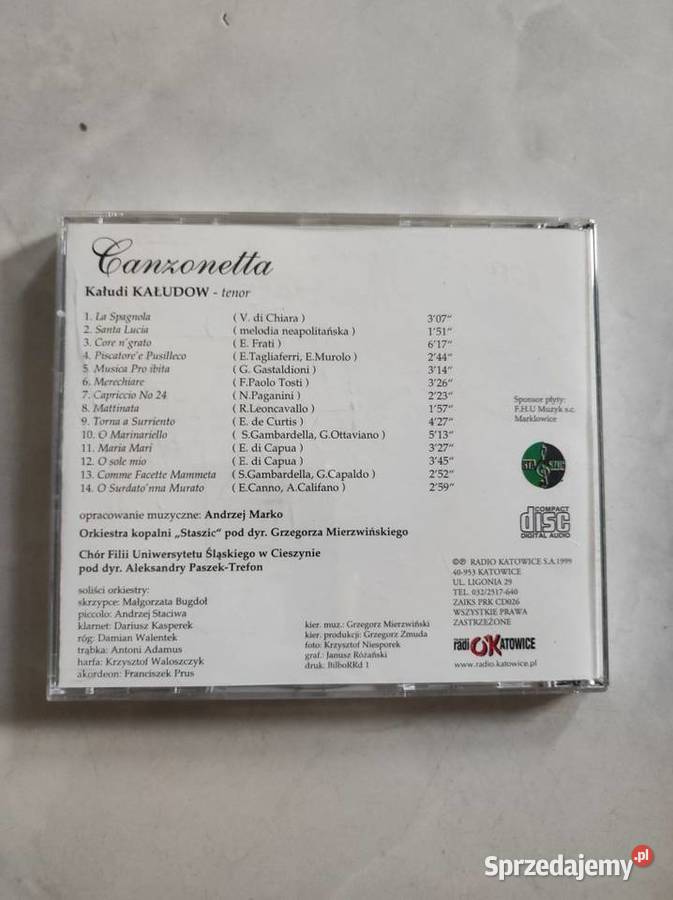 Canzonetta
Kałudi KAŁUDOW - tenor
1. La Spagnola ( V. di Chiara ) 3'07"
2. Santa Lucia ( melodia neapolitańska ) 1'51"
3. Core n'grato ( E. Frati ) 6'17"
4. Piscatore'e Pusilleco ( E.Tagliaferri, E.Murolo ) 2'44"
5. Musica Pro ibita ( G. Gastaldioni ) 3'14"
6. Merechiare ( F.Paolo Tosti ) 3'26"
7. Capriccio No 24 ( N.Paganini ) 2'23"
8. Mattinata ( R.Leoncavallo ) 1'57"
9. Torna a Surriento ( E. de Curtis ) 4'27"
10. O Marinariello ( S.Gambardella, G.Ottaviano ) 5'13"
11. Maria Mari ( E. di Capua ) 3'27"
12. O sole mio ( E. di Capua ) 3'45"
13. Comme Facette Mammeta ( S.Gambardella, G.Capaldo ) 2'52"
14. O Surdato'nna Murato ( E.Canno, A.Califano ) 2'59"
Sponsor płyty:
F.H.U Muzyk s.c.
Marklowice
COMPACT
disc
DIGITAL AUDIO
opracowanie muzyczne: Andrzej Marko
Orkiestra kopalni „Staszic" pod dyr. Grzegorza Mierzwińskiego
Chór Filii Uniwersytetu Śląskiego w Cieszynie
pod dyr. Aleksandry Paszek-Trefon
soliści orkiestry:
skrzypce: Małgorzata Bugdoł
piccolo: Andrzej Staciwa
klarnet: Dariusz Kasperek
róg: Damian Walentek
trąbka: Antoni Adamus
harfa: Krzysztof Waloszczyk
akordeon: Franciszek Prus
kier. muz.: Grzegorz Mierzwiński
kier. produkcji: Grzegorz Zmuda
foto: Krzysztof Niesporek
graf.: Janusz Różański
druk: BilboRRd 1
©℗ RADIO KATOWICE S.A.1999
40-953 KATOWICE
UL. LIGONIA 29
TEL. 032/2517-640
ZAIKS PRK CD026
WSZYSTKIE PRAWA
ZASTRZEŻONE
radiOKATOWICE
www.radio.katowice.pl
Sprzedajemy.pl